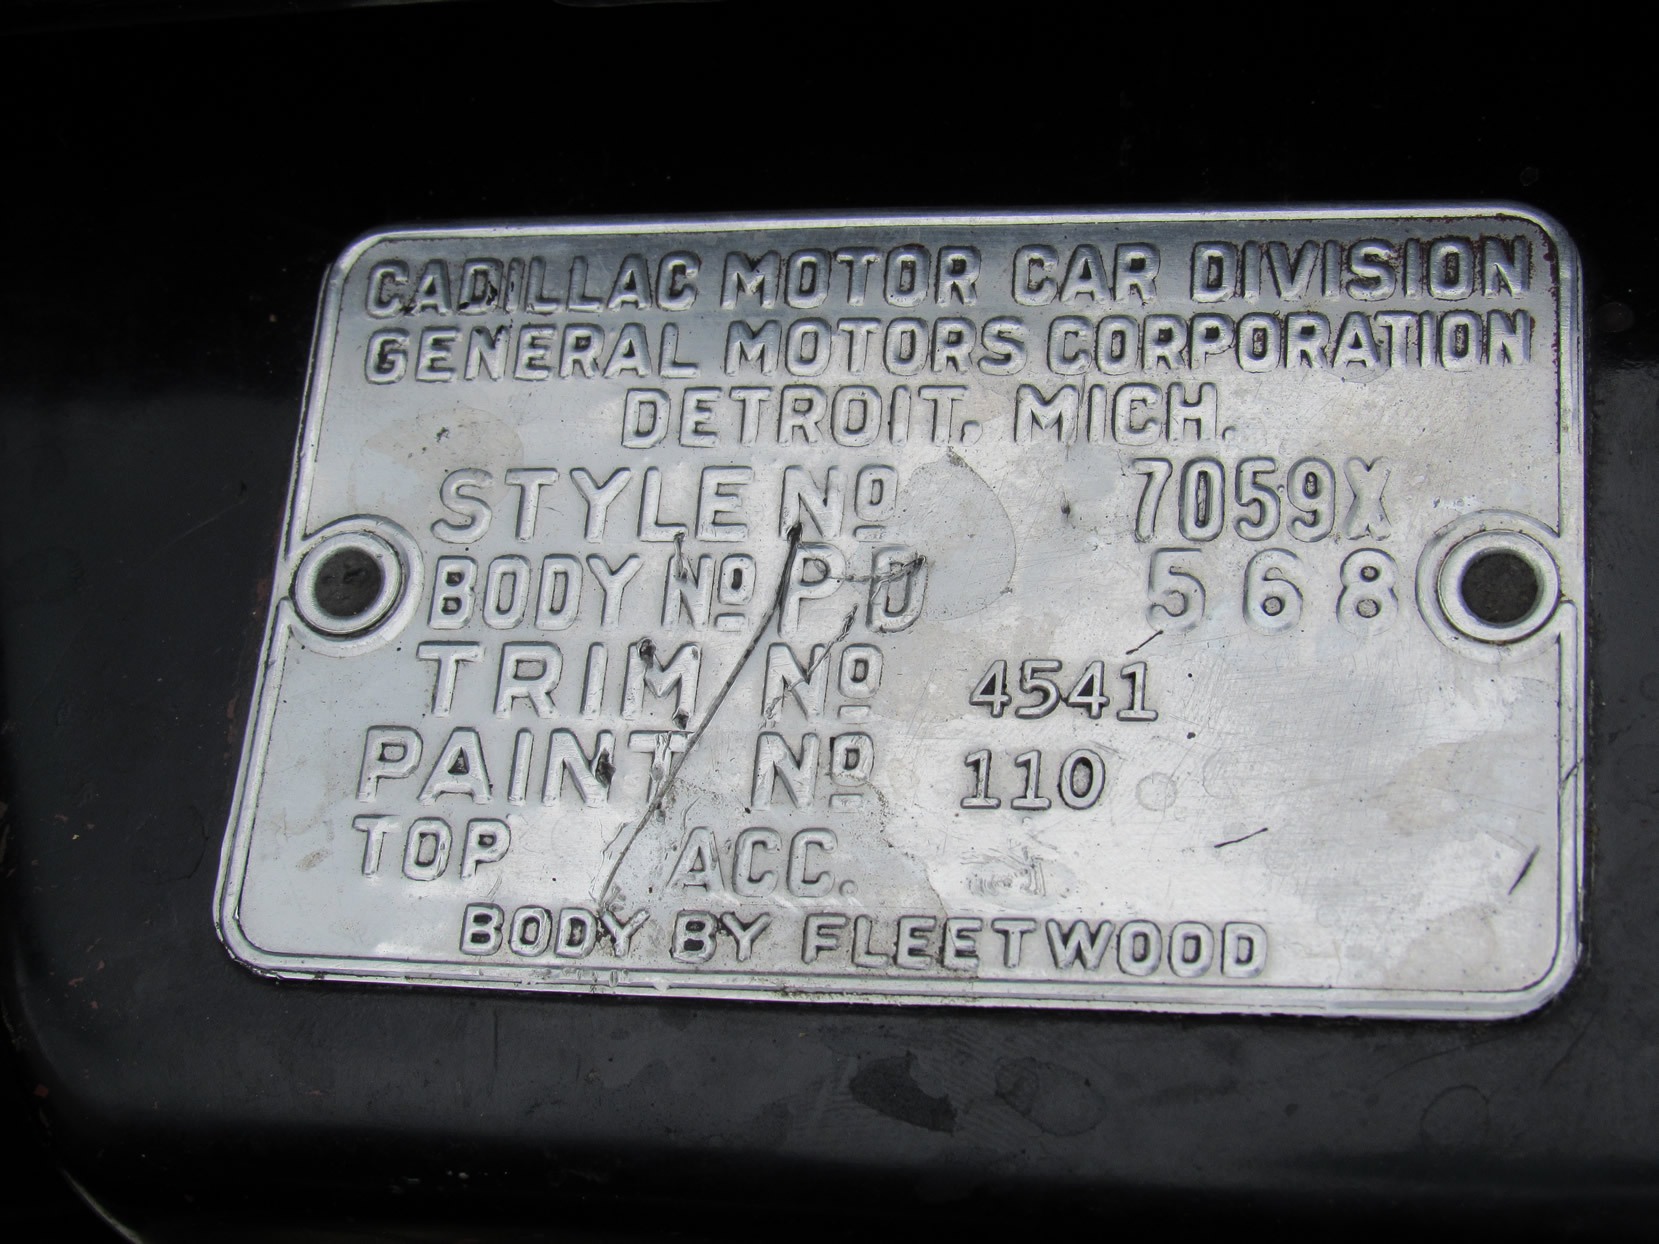 CADILLAC MOTOR CAR DIVISION
GENERAL MOTORS CORPORATION
DETROIT, MICH.
STYLE Nº 7059X
BODY Nº P.D 568
TRIM Nº 4541
PAINT Nº 110
TOP ACC.
BODY BY FLEETWOOD